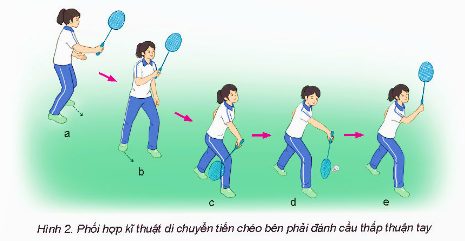 a
b
c
d
e
Hình 2. Phối hợp kĩ thuật di chuyển tiến chéo bên phải đánh cầu thấp thuận tay